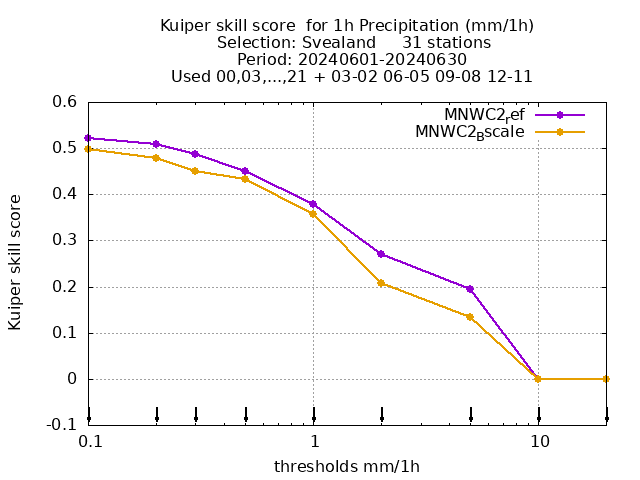 Kuiper skill score  for 1h Precipitation (mm/1h)
Selection: Svealand     31 stations
Period: 20240601-20240630
Used 00,03,...,21 + 03-02 06-05 09-08 12-11
MNWC2ref
MNWC2Bscale
0.6
0.5
0.4
0.3
0.2
0.1
0
-0.1
Kuiper skill score
0.1
1
10
thresholds mm/1h